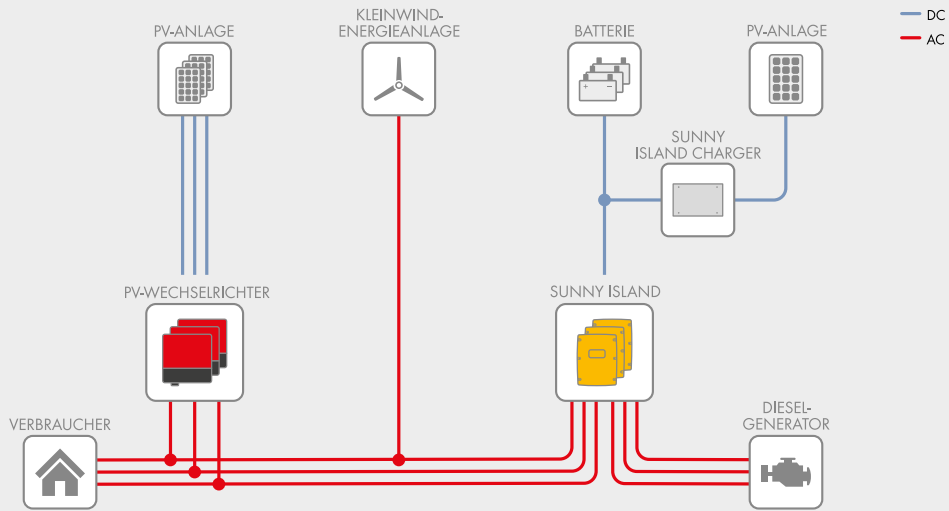 PV-ANLAGE
KLEINWIND-
ENERGIEANLAGE
BATTERIE
PV-ANLAGE
DC
AC
SUNNY
ISLAND CHARGER
PV-WECHSELRICHTER
SUNNY ISLAND
VERBRAUCHER
DIESEL-
GENERATOR